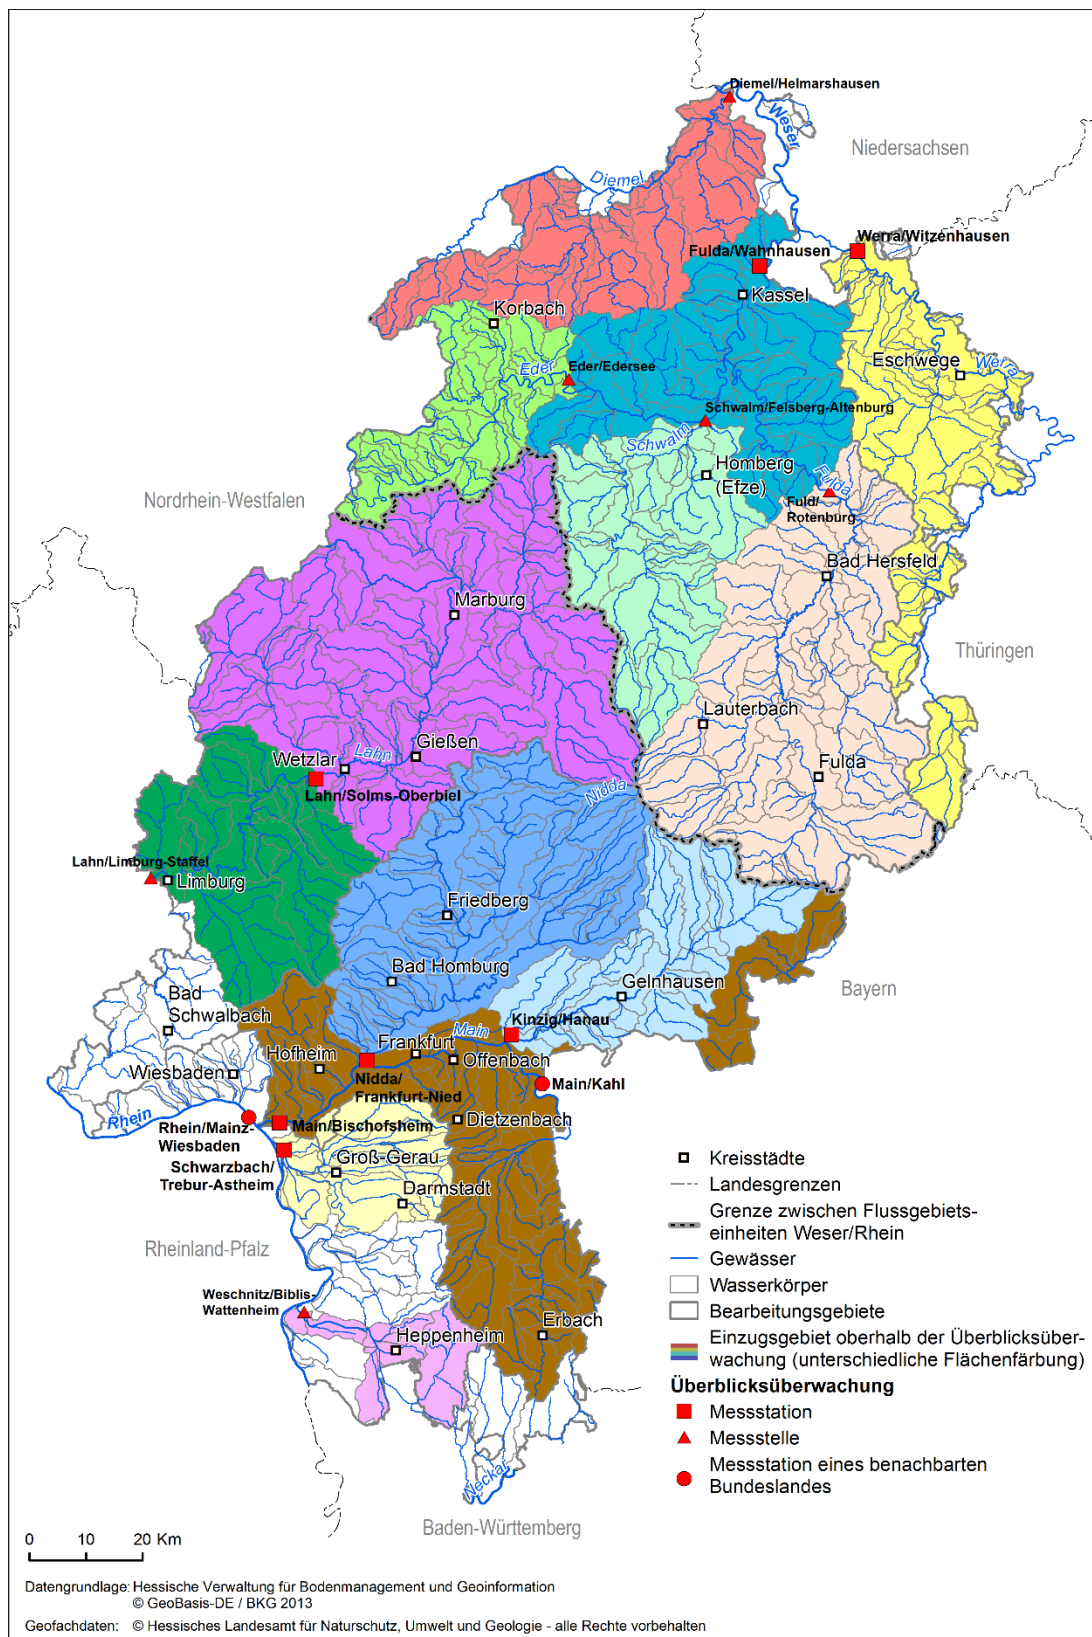 Diemel/Helmarshausen
Weser
Niedersachsen
Diemel
Werra/Witzenhausen
Fulda/Wahnhausen
Kassel
Korbach
Eder
Eder/Edersee
Eschwege
Werra
Schwalm/Felsberg-Altenburg
Schwalm
Homberg
(Efze)
Fulda
Fuld/
Rotenburg
Nordrhein-Westfalen
Bad Hersfeld
Marburg
Thüringen
Lauterbach
Gießen
Lahn
Wetzlar
Fulda
Lahn/Solms-Oberbiel
Nidda
Lahn/Limburg-Staffel
Limburg
Friedberg
Bad Homburg
Gelnhausen
Bayern
Bad
Schwalbach
Kinzig/Hanau
Main
Frankfurt
Offenbach
Hofheim
Wiesbaden
Nidda/
Frankfurt-Nied
Main/Kahl
Rhein
Rhein/Mainz-
Wiesbaden
Main/Bischofsheim
Dietzenbach
Schwarzbach/
Trebur-Astheim
Groß-Gerau
Darmstadt
Rheinland-Pfalz
Weschnitz/Biblis-
Wattenheim
Heppenheim
Erbach
Neckar
Baden-Württemberg
Kreisstädte
Landesgrenzen
Grenze zwischen Flussgebiets-
einheiten Weser/Rhein
Gewässer
Wasserkörper
Bearbeitungsgebiete
Einzugsgebiet oberhalb der Überblicksüber-
wachung (unterschiedliche Flächenfärbung)
Überblicksüberwachung
Messstation
Messstelle
Messstation eines benachbarten
Bundeslandes
0 10 20 Km
Datengrundlage: Hessische Verwaltung für Bodenmanagement und Geoinformation
© GeoBasis-DE / BKG 2013
Geofachdaten: © Hessisches Landesamt für Naturschutz, Umwelt und Geologie - alle Rechte vorbehalten